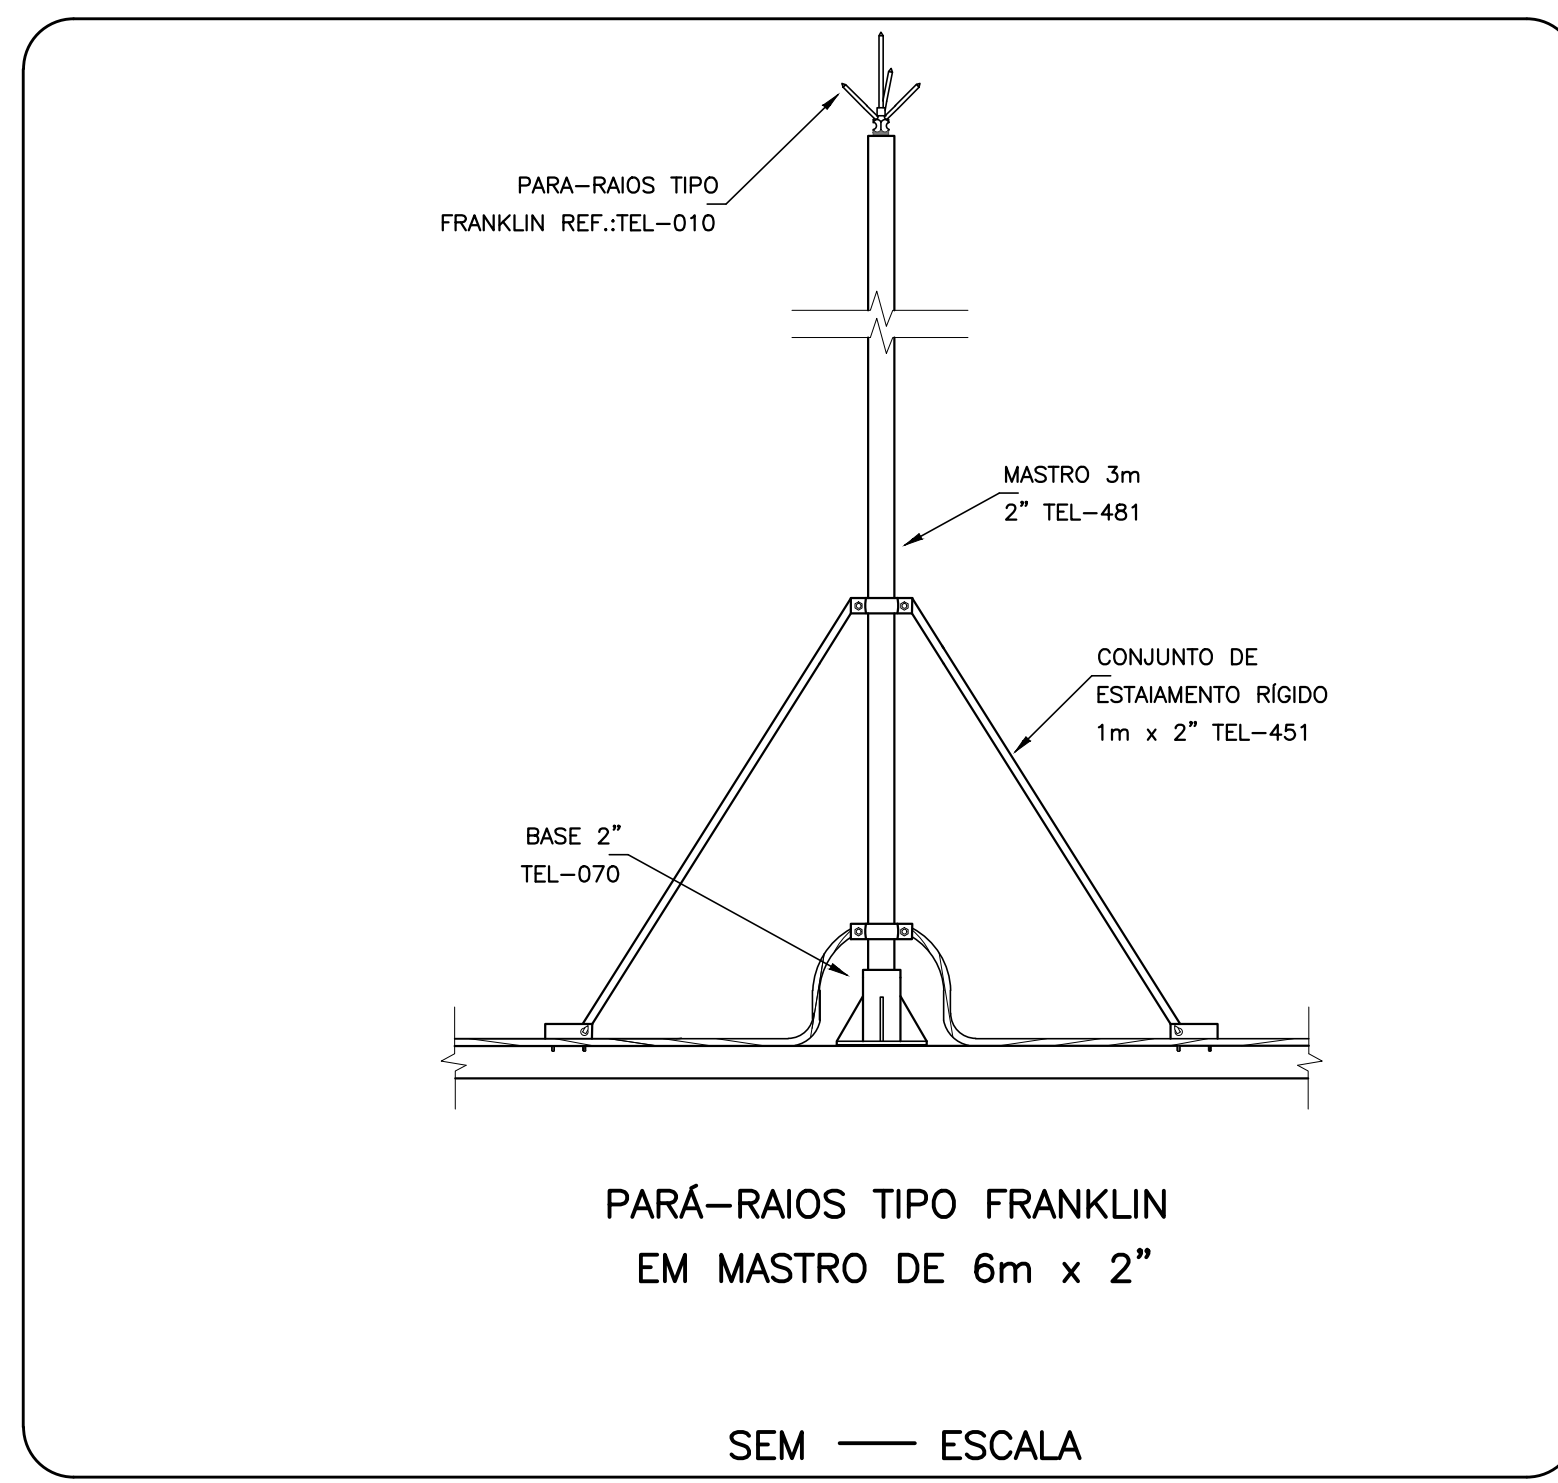 PARA-RAIOS TIPO
FRANKLIN REF.:TEL-010
MASTRO 3m
2" TEL-481
CONJUNTO DE
ESTAIAMENTO RÍGIDO
1m x 2" TEL-451
BASE 2"
TEL-070
PARÁ-RAIOS TIPO FRANKLIN
EM MASTRO DE 6m x 2"
SEM — ESCALA